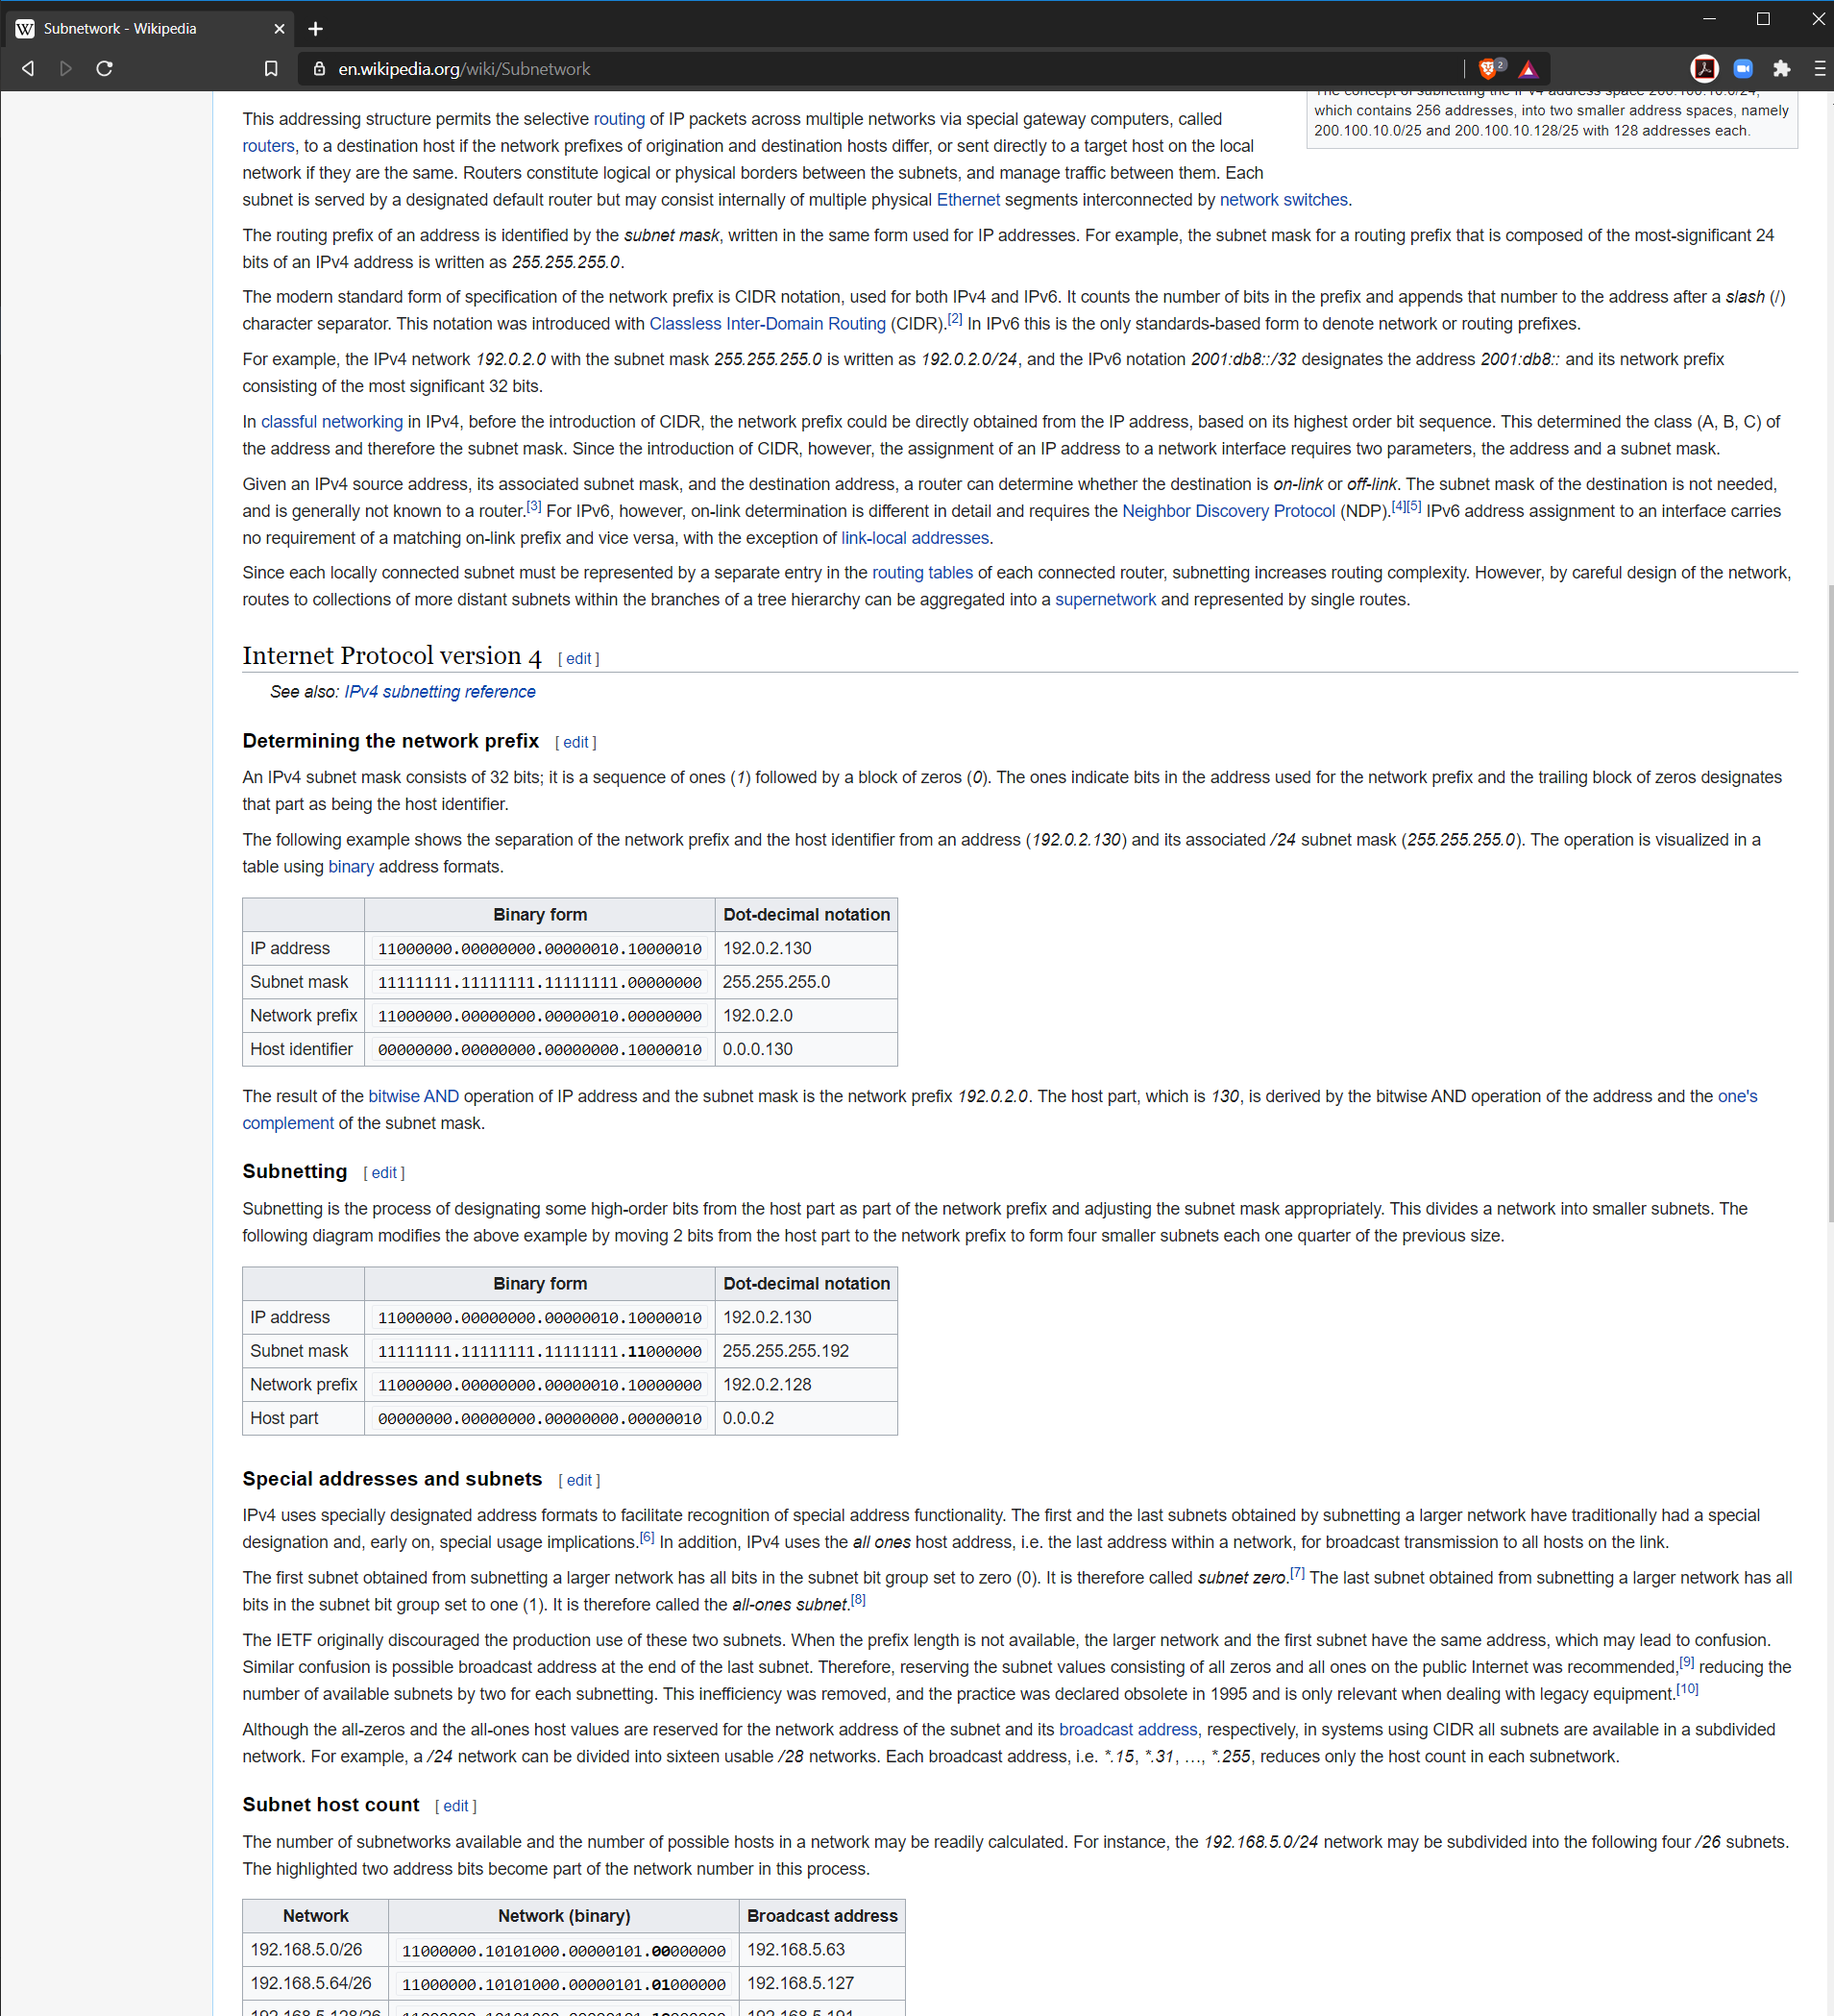 Subnetwork - Wikipedia
en.wikipedia.org/wiki/Subnetwork
2
The concept of subnetting the IPv4 address space 200.100.10.0/24,
which contains 256 addresses, into two smaller address spaces, namely
200.100.10.0/25 and 200.100.10.128/25 with 128 addresses each.
This addressing structure permits the selective routing of IP packets across multiple networks via special gateway computers, called
routers, to a destination host if the network prefixes of origination and destination hosts differ, or sent directly to a target host on the local
network if they are the same. Routers constitute logical or physical borders between the subnets, and manage traffic between them. Each
subnet is served by a designated default router but may consist internally of multiple physical Ethernet segments interconnected by network switches.
The routing prefix of an address is identified by the subnet mask, written in the same form used for IP addresses. For example, the subnet mask for a routing prefix that is composed of the most-significant 24
bits of an IPv4 address is written as 255.255.255.0.
The modern standard form of specification of the network prefix is CIDR notation, used for both IPv4 and IPv6. It counts the number of bits in the prefix and appends that number to the address after a slash (/)
character separator. This notation was introduced with Classless Inter-Domain Routing (CIDR).[2] In IPv6 this is the only standards-based form to denote network or routing prefixes.
For example, the IPv4 network 192.0.2.0 with the subnet mask 255.255.255.0 is written as 192.0.2.0/24, and the IPv6 notation 2001:db8::/32 designates the address 2001:db8:: and its network prefix
consisting of the most significant 32 bits.
In classful networking in IPv4, before the introduction of CIDR, the network prefix could be directly obtained from the IP address, based on its highest order bit sequence. This determined the class (A, B, C) of
the address and therefore the subnet mask. Since the introduction of CIDR, however, the assignment of an IP address to a network interface requires two parameters, the address and a subnet mask.
Given an IPv4 source address, its associated subnet mask, and the destination address, a router can determine whether the destination is on-link or off-link. The subnet mask of the destination is not needed,
and is generally not known to a router.[3] For IPv6, however, on-link determination is different in detail and requires the Neighbor Discovery Protocol (NDP).[4][5] IPv6 address assignment to an interface carries
no requirement of a matching on-link prefix and vice versa, with the exception of link-local addresses.
Since each locally connected subnet must be represented by a separate entry in the routing tables of each connected router, subnetting increases routing complexity. However, by careful design of the network,
routes to collections of more distant subnets within the branches of a tree hierarchy can be aggregated into a supernetwork and represented by single routes.
Internet Protocol version 4 [ edit ]
See also: IPv4 subnetting reference
Determining the network prefix [ edit ]
An IPv4 subnet mask consists of 32 bits; it is a sequence of ones (1) followed by a block of zeros (0). The ones indicate bits in the address used for the network prefix and the trailing block of zeros designates
that part as being the host identifier.
The following example shows the separation of the network prefix and the host identifier from an address (192.0.2.130) and its associated /24 subnet mask (255.255.255.0). The operation is visualized in a
table using binary address formats.
Binary form Dot-decimal notation
IP address 11000000.00000000.00000010.10000010 192.0.2.130
Subnet mask 11111111.11111111.11111111.00000000 255.255.255.0
Network prefix 11000000.00000000.00000010.00000000 192.0.2.0
Host identifier 00000000.00000000.00000000.10000010 0.0.0.130
The result of the bitwise AND operation of IP address and the subnet mask is the network prefix 192.0.2.0. The host part, which is 130, is derived by the bitwise AND operation of the address and the one's
complement of the subnet mask.
Subnetting [ edit ]
Subnetting is the process of designating some high-order bits from the host part as part of the network prefix and adjusting the subnet mask appropriately. This divides a network into smaller subnets. The
following diagram modifies the above example by moving 2 bits from the host part to the network prefix to form four smaller subnets each one quarter of the previous size.
Binary form Dot-decimal notation
IP address 11000000.00000000.00000010.10000010 192.0.2.130
Subnet mask 11111111.11111111.11111111.11000000 255.255.255.192
Network prefix 11000000.00000000.00000010.10000000 192.0.2.128
Host part 00000000.00000000.00000000.00000010 0.0.0.2
Special addresses and subnets [ edit ]
IPv4 uses specially designated address formats to facilitate recognition of special address functionality. The first and the last subnets obtained by subnetting a larger network have traditionally had a special
designation and, early on, special usage implications.[6] In addition, IPv4 uses the all ones host address, i.e. the last address within a network, for broadcast transmission to all hosts on the link.
The first subnet obtained from subnetting a larger network has all bits in the subnet bit group set to zero (0). It is therefore called subnet zero.[7] The last subnet obtained from subnetting a larger network has all
bits in the subnet bit group set to one (1). It is therefore called the all-ones subnet.[8]
The IETF originally discouraged the production use of these two subnets. When the prefix length is not available, the larger network and the first subnet have the same address, which may lead to confusion.
Similar confusion is possible broadcast address at the end of the last subnet. Therefore, reserving the subnet values consisting of all zeros and all ones on the public Internet was recommended,[9] reducing the
number of available subnets by two for each subnetting. This inefficiency was removed, and the practice was declared obsolete in 1995 and is only relevant when dealing with legacy equipment.[10]
Although the all-zeros and the all-ones host values are reserved for the network address of the subnet and its broadcast address, respectively, in systems using CIDR all subnets are available in a subdivided
network. For example, a /24 network can be divided into sixteen usable /28 networks. Each broadcast address, i.e. *.15, *.31, …, *.255, reduces only the host count in each subnetwork.
Subnet host count [ edit ]
The number of subnetworks available and the number of possible hosts in a network may be readily calculated. For instance, the 192.168.5.0/24 network may be subdivided into the following four /26 subnets.
The highlighted two address bits become part of the network number in this process.
Network Network (binary) Broadcast address
192.168.5.0/26 11000000.10101000.00000101.00000000 192.168.5.63
192.168.5.64/26 11000000.10101000.00000101.01000000 192.168.5.127
192.168.5.128/26 11000000.10101000.00000101.10000000 192.168.5.191